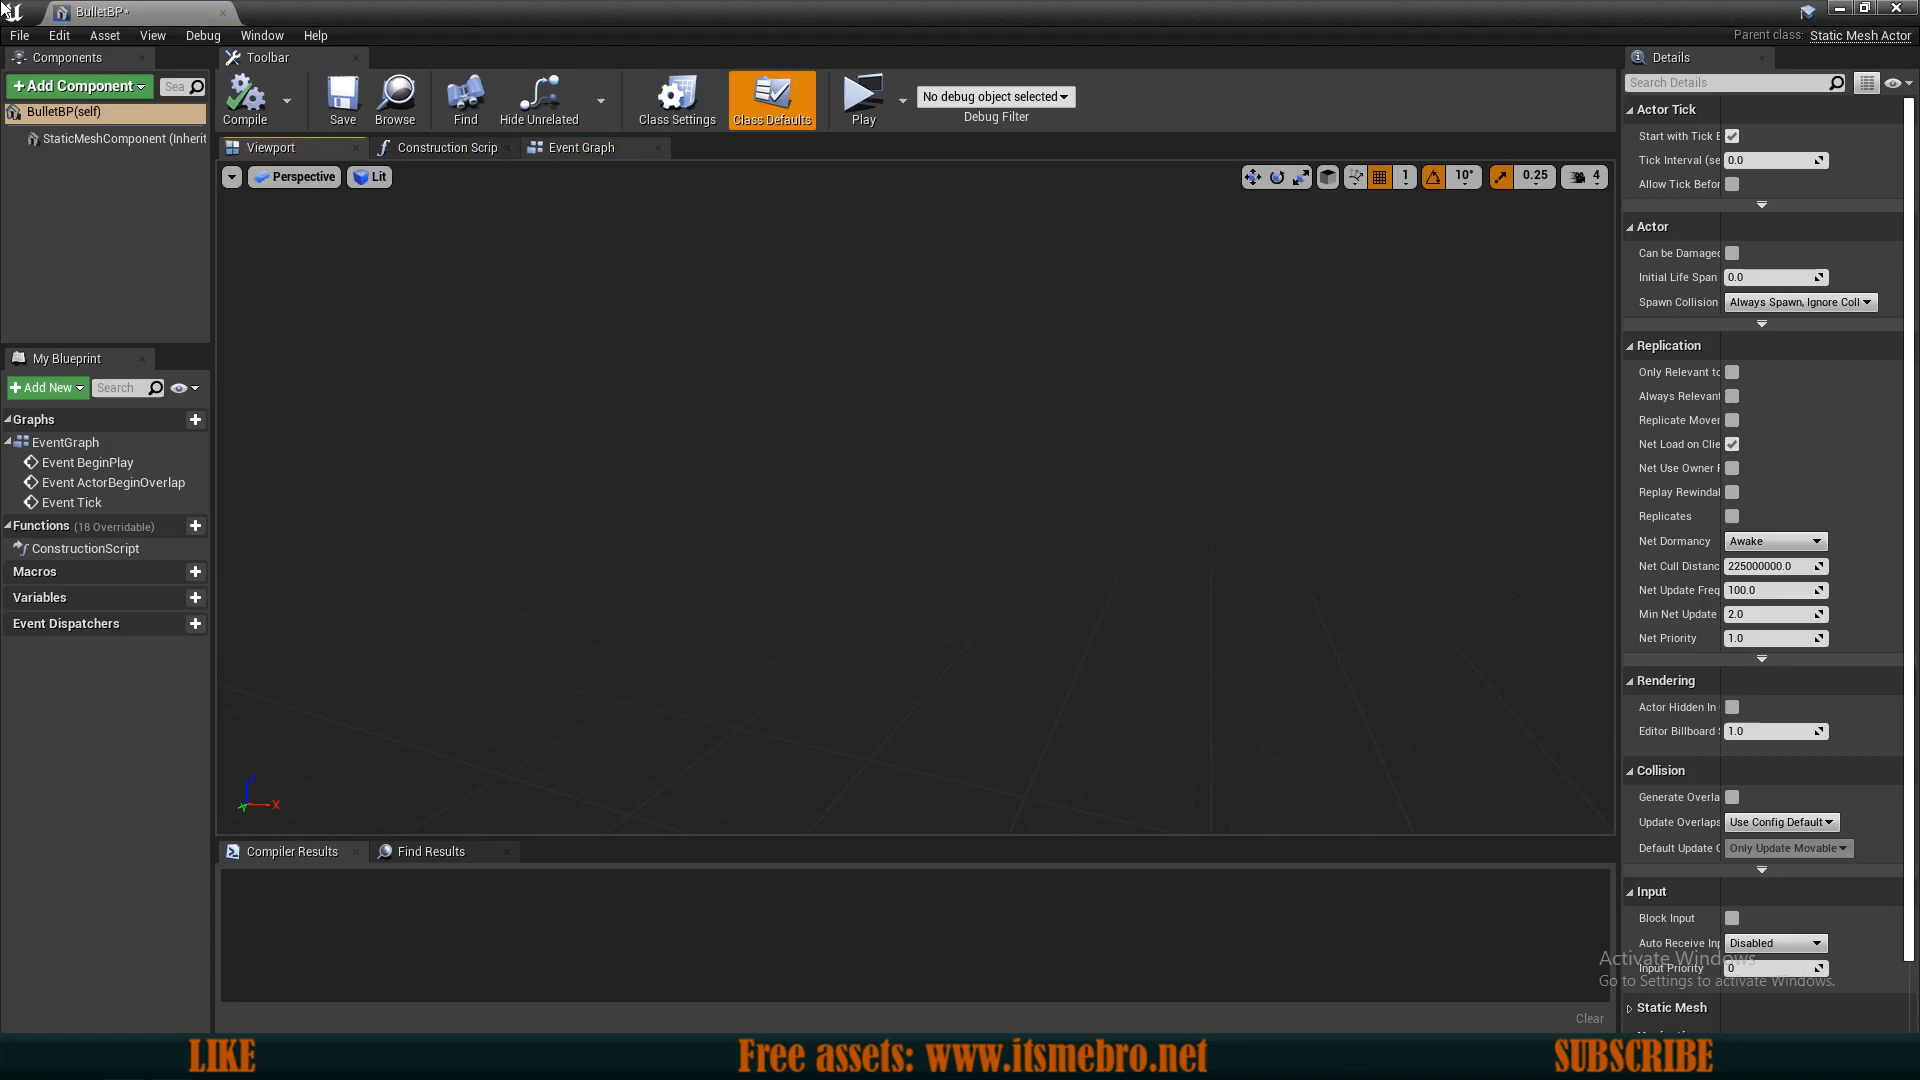 BulletBP*
File Edit Asset View Debug Window Help
Parent class: Static Mesh Actor
Components
Add Component
Sea
BulletBP(self)
StaticMeshComponent (Inherit
Toolbar
Compile
Save
Browse
Find
Hide Unrelated
Class Settings
Class Defaults
Play
No debug object selected
Debug Filter
Viewport
Construction Scrip
Event Graph
Perspective
Lit
1
10°
0.25
4
Z
X
My Blueprint
Add New
Search
Graphs
EventGraph
Event BeginPlay
Event ActorBeginOverlap
Event Tick
Functions (18 Overridable)
ConstructionScript
Macros
Variables
Event Dispatchers
Compiler Results
Find Results
Clear
Details
Search Details
Actor Tick
Start with Tick E
Tick Interval (se 0.0
Allow Tick Befor
Actor
Can be Damaged
Initial Life Span 0.0
Spawn Collision Always Spawn, Ignore Coll
Replication
Only Relevant to
Always Relevant
Replicate Mover
Net Load on Clie
Net Use Owner R
Replay Rewindal
Replicates
Net Dormancy Awake
Net Cull Distanc 225000000.0
Net Update Freq 100.0
Min Net Update 2.0
Net Priority 1.0
Rendering
Actor Hidden In
Editor Billboard S 1.0
Collision
Generate Overla
Update Overlaps Use Config Default
Default Update C Only Update Movable
Input
Block Input
Auto Receive Inp Disabled
Input Priority 0
Activate Windows
Go to Settings to activate Windows.
Static Mesh
LIKE
Free assets: www.itsmebro.net
SUBSCRIBE